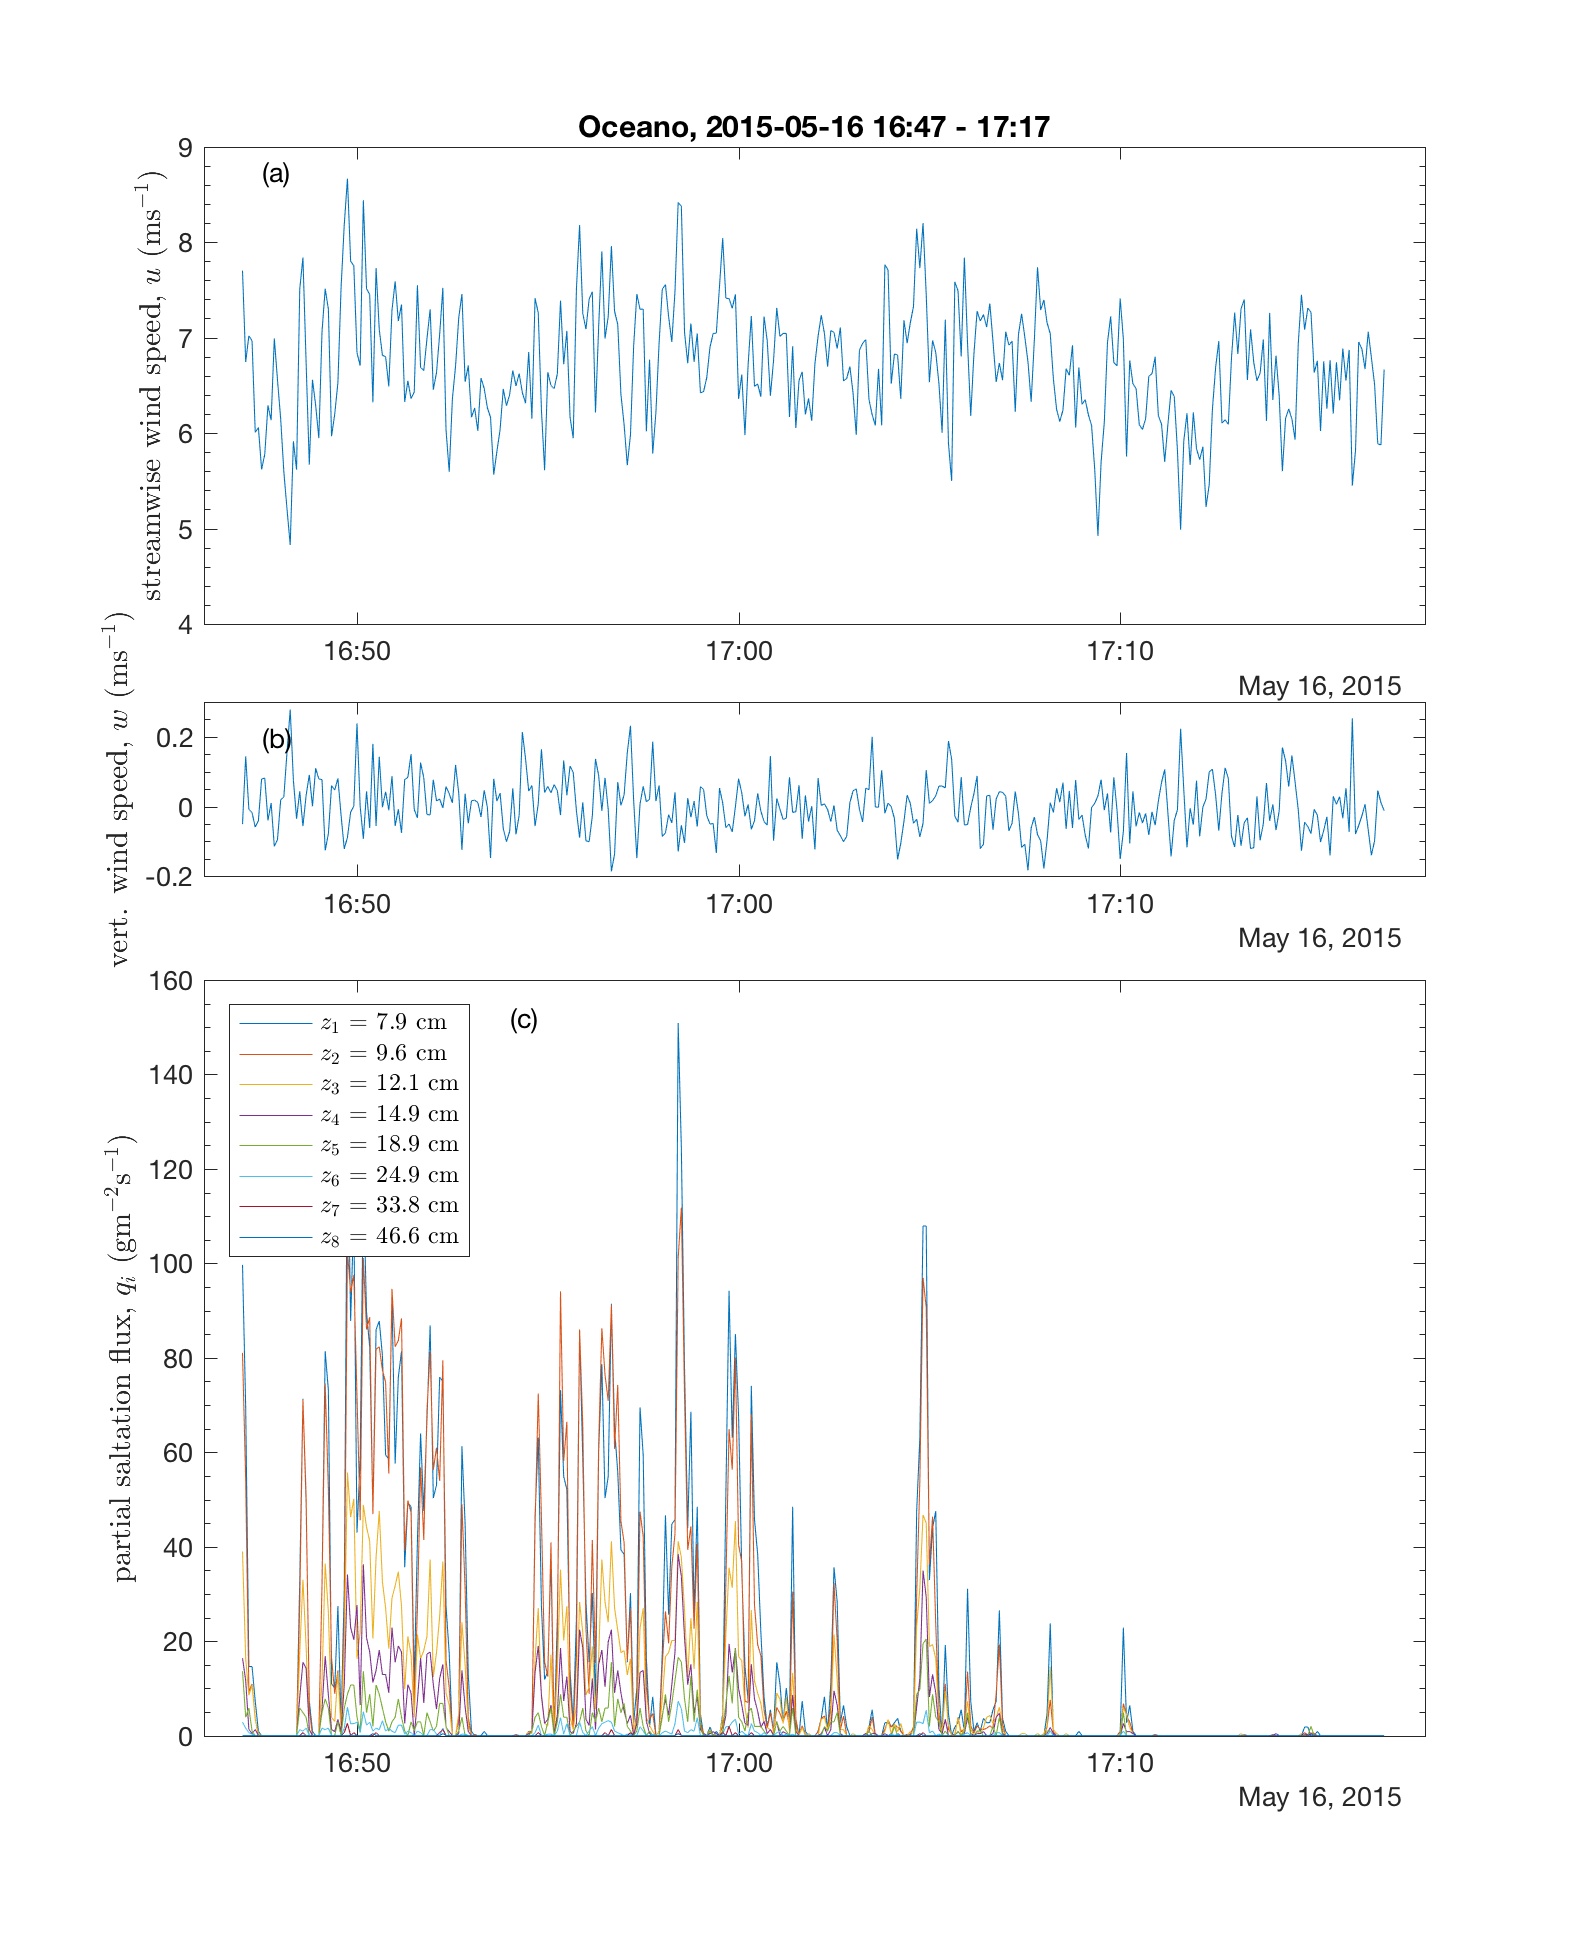 Oceano, 2015-05-16 16:47 - 17:17
(a)
streamwise wind speed, u (ms⁻¹)
9
8
7
6
5
4
16:50 17:00 17:10
May 16, 2015
(b)
vert. wind speed, w (ms⁻¹)
0.2
0
-0.2
16:50 17:00 17:10
May 16, 2015
(c)
partial saltation flux, qᵢ (gm⁻²s⁻¹)
160
140
120
100
80
60
40
20
0
z₁ = 7.9 cm
z₂ = 9.6 cm
z₃ = 12.1 cm
z₄ = 14.9 cm
z₅ = 18.9 cm
z₆ = 24.9 cm
z₇ = 33.8 cm
z₈ = 46.6 cm
16:50 17:00 17:10
May 16, 2015